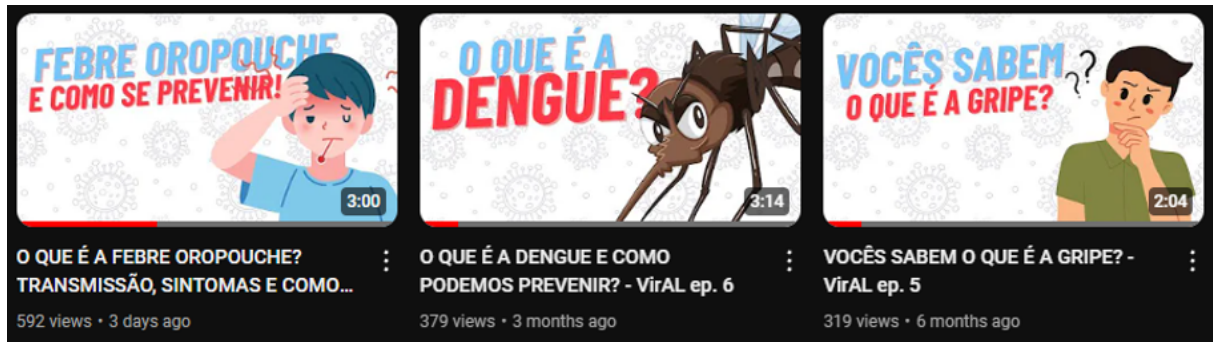 FEBRE OROPOUCHE
E COMO SE PREVENIR!
3:00
O QUE É A FEBRE OROPOUCHE?
TRANSMISSÃO, SINTOMAS E COMO...
592 views • 3 days ago
O QUE É A
DENGUE?
3:14
O QUE É A DENGUE E COMO
PODEMOS PREVENIR? - VirAL ep. 6
379 views • 3 months ago
VOCÊS SABEM
O QUE É A GRIPE?
??
2:04
VOCÊS SABEM O QUE É A GRIPE? -
VirAL ep. 5
319 views • 6 months ago